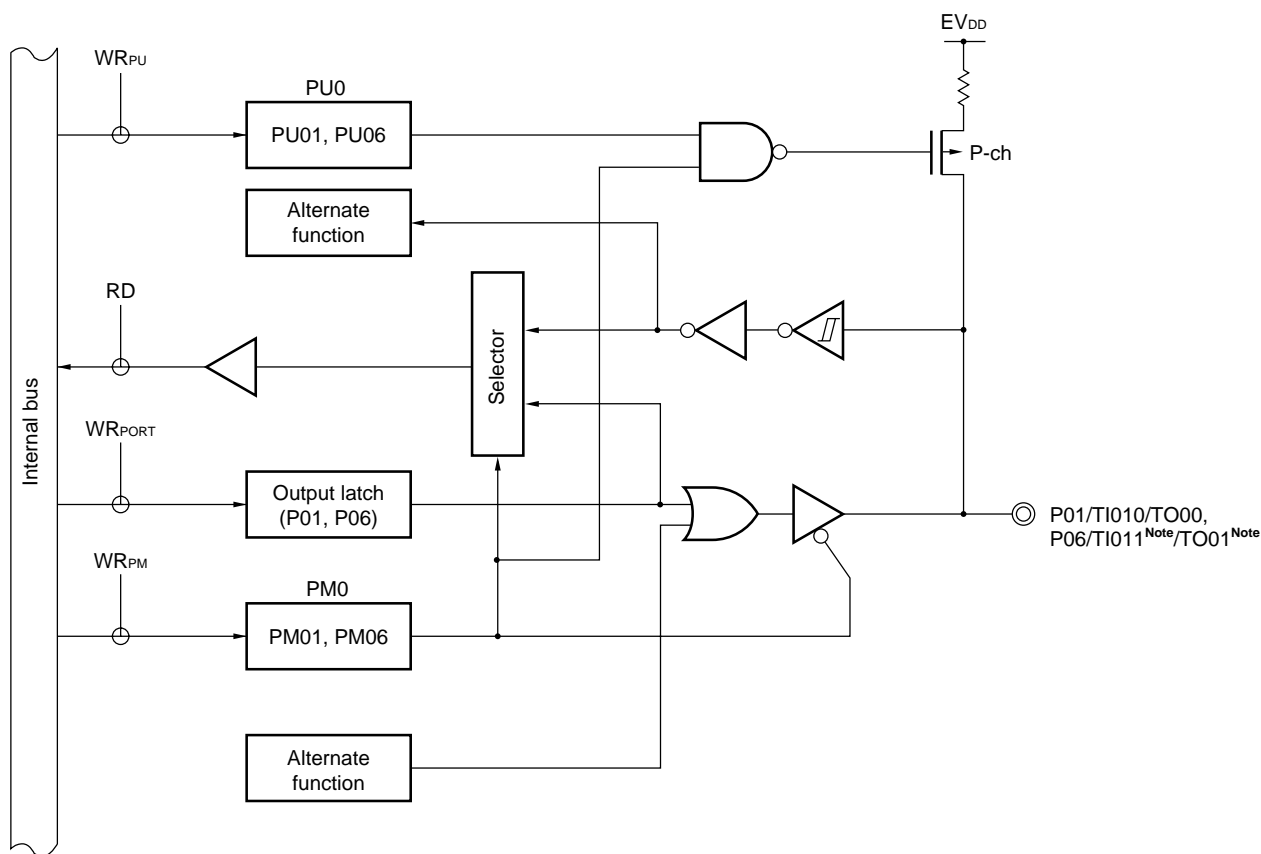 EVDD
WRPU
PU0
PU01, PU06
P-ch
Alternate
function
RD
Selector
Internal bus
WRPORT
Output latch
(P01, P06)
P01/TI010/TO00,
P06/TI011Note/TO01Note
WRPM
PM0
PM01, PM06
Alternate
function